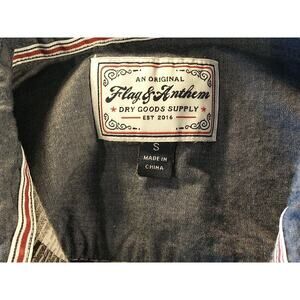 AN ORIGINAL
Flag & Anthem
DRY GOODS SUPPLY
EST 2016
S
MADE IN
CHINA